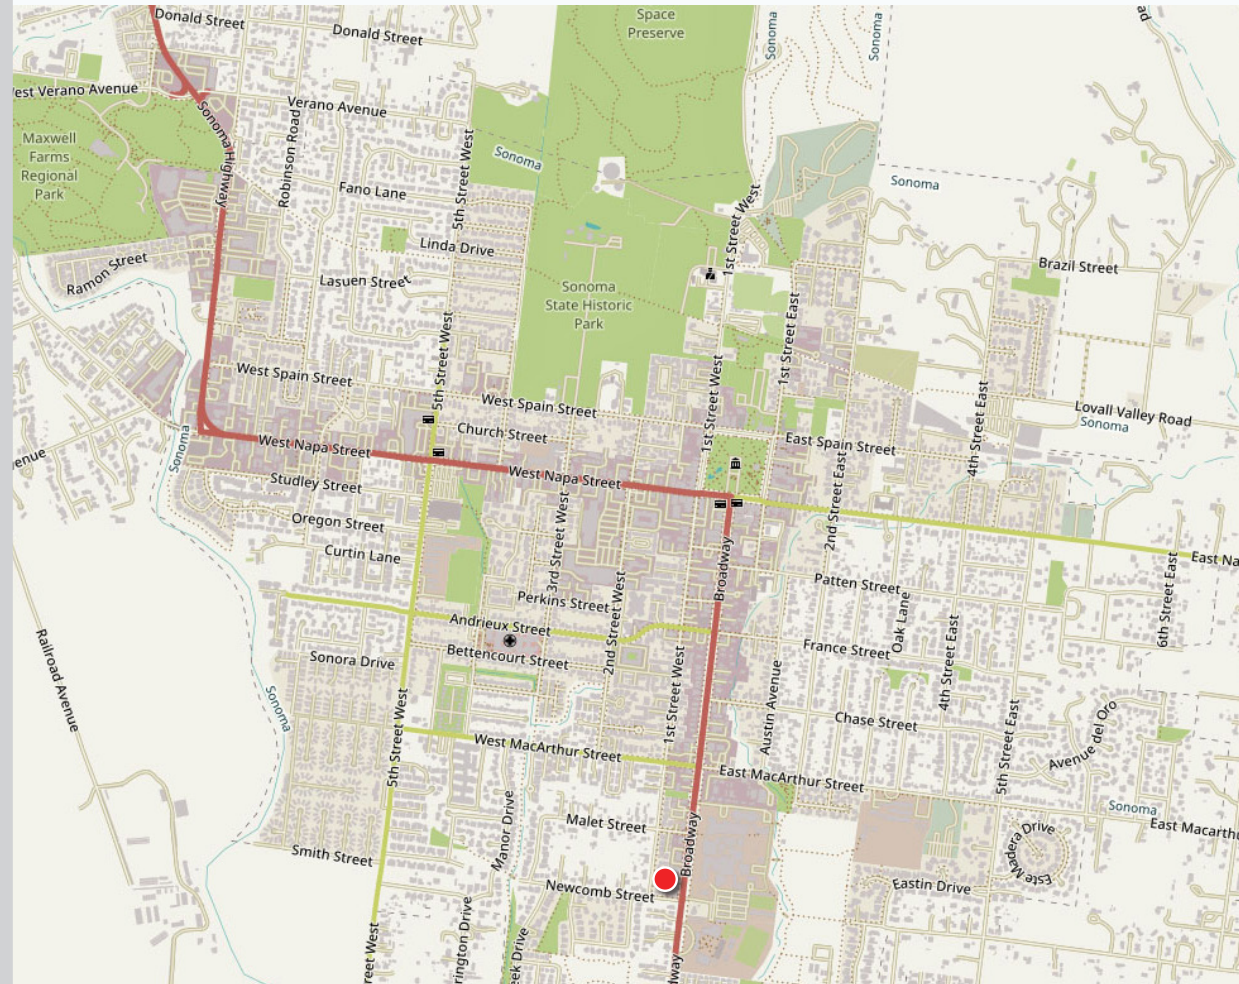 Donald Street
Donald Street
Space
Preserve
Sonoma
Sonoma
ad
est Verano Avenue
Sonoma Highway
Verano Avenue
Robinson Road
5th Street West
Sonoma
Maxwell
Farms
Regional
Park
Fano Lane
Sonoma
1st Street West
Linda Drive
Ramon Street
Lasuen Street
Brazil Street
Sonoma
State Historic
Park
1st Street East
5th Street West
West Spain Street
West Spain Street
1st Street West
4th Street East
Lovall Valley Road
Sonoma
Church Street
East Spain Street
Sonoma
West Napa Street
West Napa Street
venue
Studley Street
2nd Street East
Oregon Street
3rd Street West
Curtin Lane
Broadway
East Na
6th Street East
Patten Street
Perkins Street
2nd Street West
Oak Lane
4th Street East
Andrieux Street
France Street
Bettencourt Street
Sonora Drive
Railroad Avenue
Sonoma
1st Street West
Austin Avenue
5th Street West
Chase Street
5th Street East
Avenue del Oro
West MacArthur Street
East MacArthur Street
Sonoma
East Macarthu
Manor Drive
Malet Street
Broadway
Este Madera Drive
Smith Street
Newcomb Street
Eastin Drive
reet West
rrington Drive
eek Drive
dway